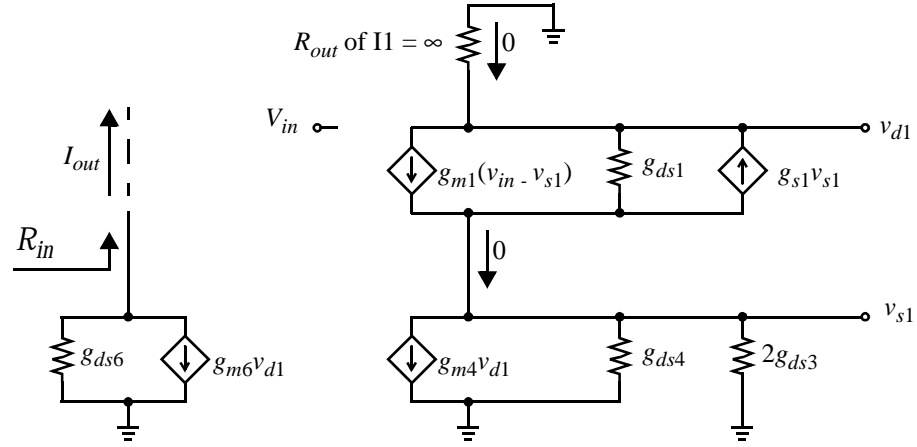 R_out of I1 = ∞
0
V_in
v_d1
I_out
g_m1(v_in - v_s1)
g_ds1
g_s1v_s1
R_in
0
v_s1
g_ds6
g_m6v_d1
g_m4v_d1
g_ds4
2g_ds3